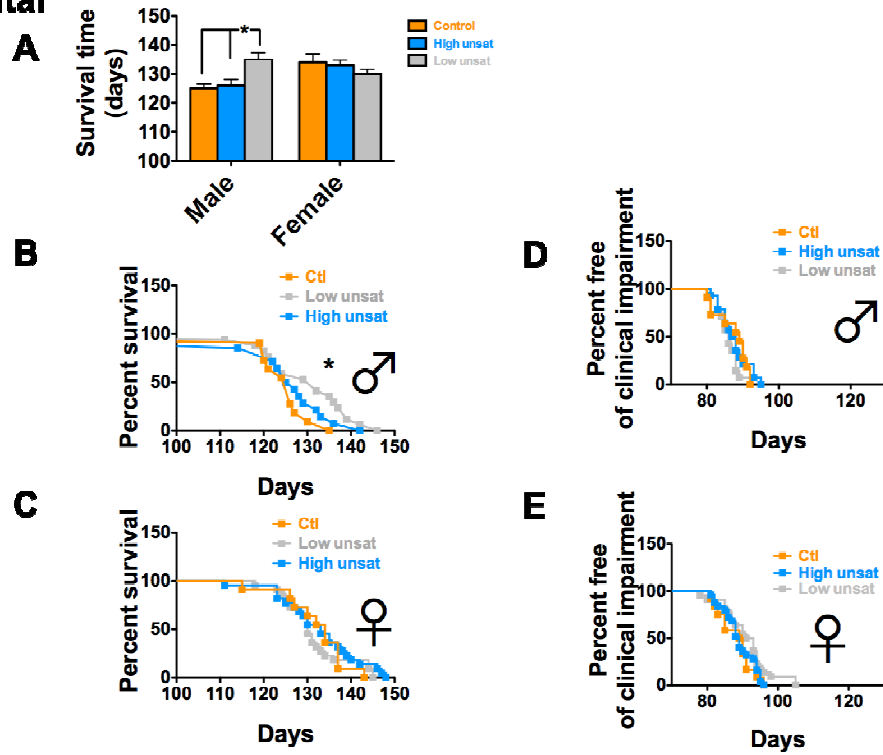 A
Survival time
(days)
150
140
130
120
110
100
*
Male
Female
Control
High unsat
Low unsat
B
Percent survival
150
100
50
0
100 110 120 130 140 150
Days
Ctl
Low unsat
High unsat
*
♂
C
Percent survival
150
100
50
0
100 110 120 130 140 150
Days
Ctl
Low unsat
High unsat
♀
D
Percent free
of clinical impairment
150
100
50
0
80 100 120
Days
Ctl
High unsat
Low unsat
♂
E
Percent free
of clinical impairment
150
100
50
0
80 100 120
Days
Ctl
High unsat
Low unsat
♀